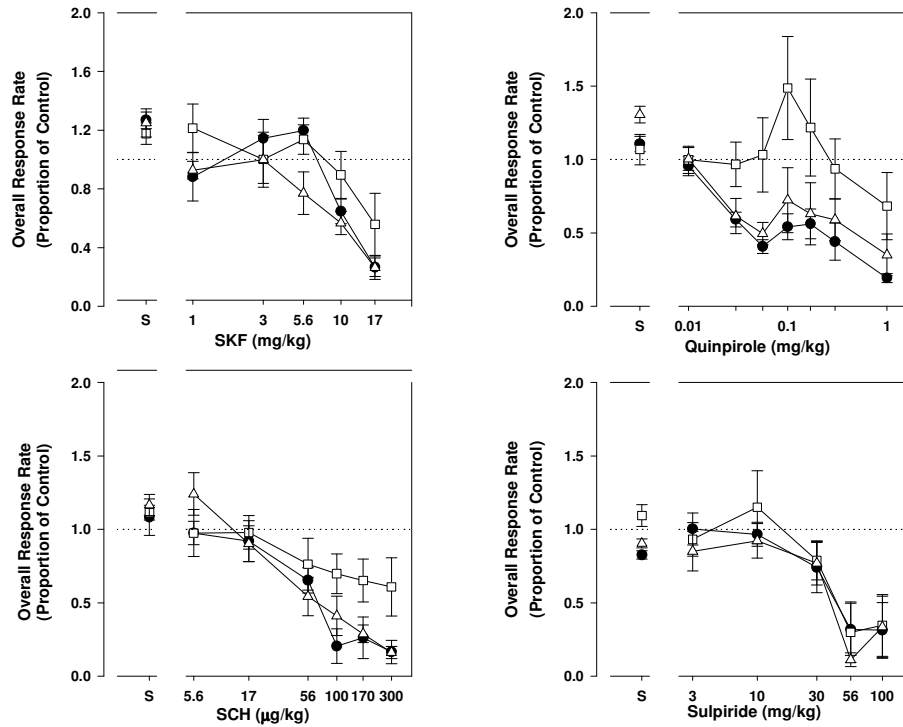 Overall Response Rate
(Proportion of Control)
2.0
1.6
1.2
0.8
0.4
0.0
S
1
3
5.6
10
17
SKF (mg/kg)
Overall Response Rate
(Proportion of Control)
2.0
1.5
1.0
0.5
0.0
S
0.01
0.1
1
Quinpirole (mg/kg)
Overall Response Rate
(Proportion of Control)
2.0
1.5
1.0
0.5
0.0
S
5.6
17
56
100
170
300
SCH (μg/kg)
Overall Response Rate
(Proportion of Control)
2.0
1.5
1.0
0.5
0.0
S
3
10
30
56
100
Sulpiride (mg/kg)